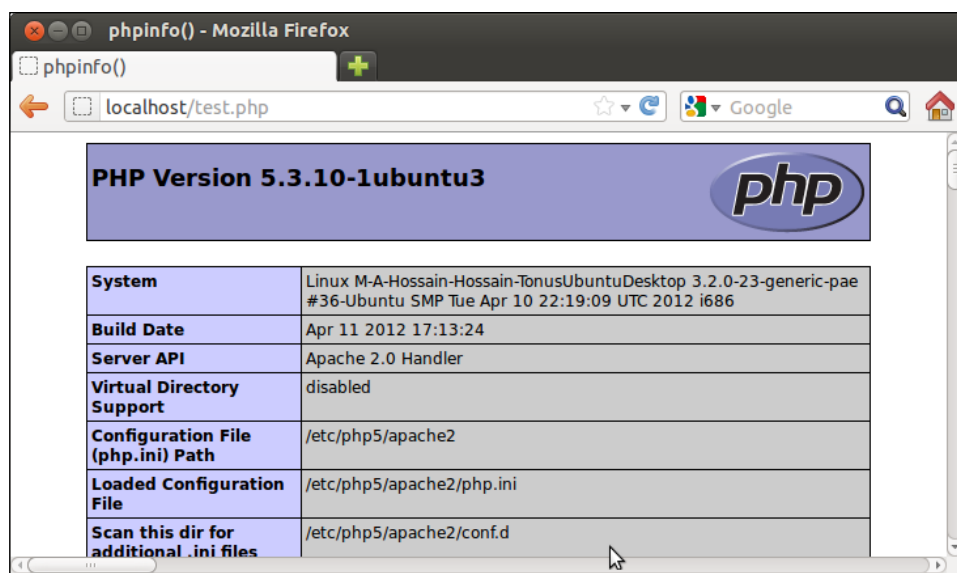 phpinfo() - Mozilla Firefox
phpinfo()
localhost/test.php
Google
PHP Version 5.3.10-1ubuntu3
php
System
Linux M-A-Hossain-Hossain-TonusUbuntuDesktop 3.2.0-23-generic-pae
#36-Ubuntu SMP Tue Apr 10 22:19:09 UTC 2012 i686
Build Date
Apr 11 2012 17:13:24
Server API
Apache 2.0 Handler
Virtual Directory
Support
disabled
Configuration File
(php.ini) Path
/etc/php5/apache2
Loaded Configuration
File
/etc/php5/apache2/php.ini
Scan this dir for
additional .ini files
/etc/php5/apache2/conf.d